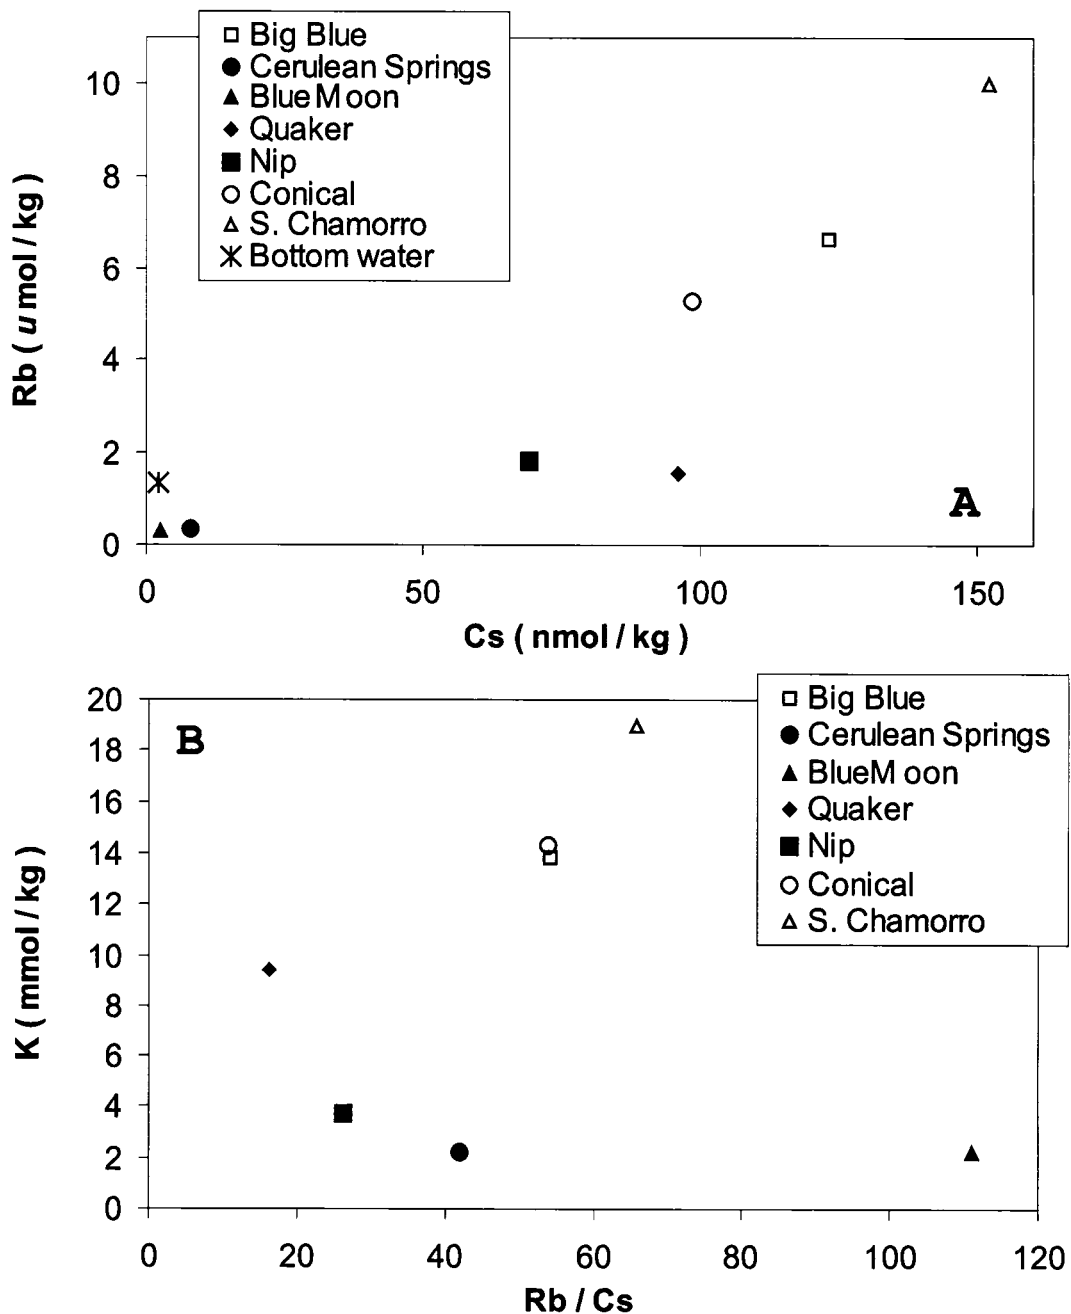 Big Blue
Cerulean Springs
BlueMoon
Quaker
Nip
Conical
S. Chamorro
Bottom water
10
8
6
4
2
0
Rb ( umol / kg )
A
0 50 100 150
Cs ( nmol / kg )
Big Blue
Cerulean Springs
BlueM oon
Quaker
Nip
Conical
S. Chamorro
B
20
18
16
14
12
10
8
6
4
2
0
K ( mmol / kg )
0 20 40 60 80 100 120
Rb / Cs